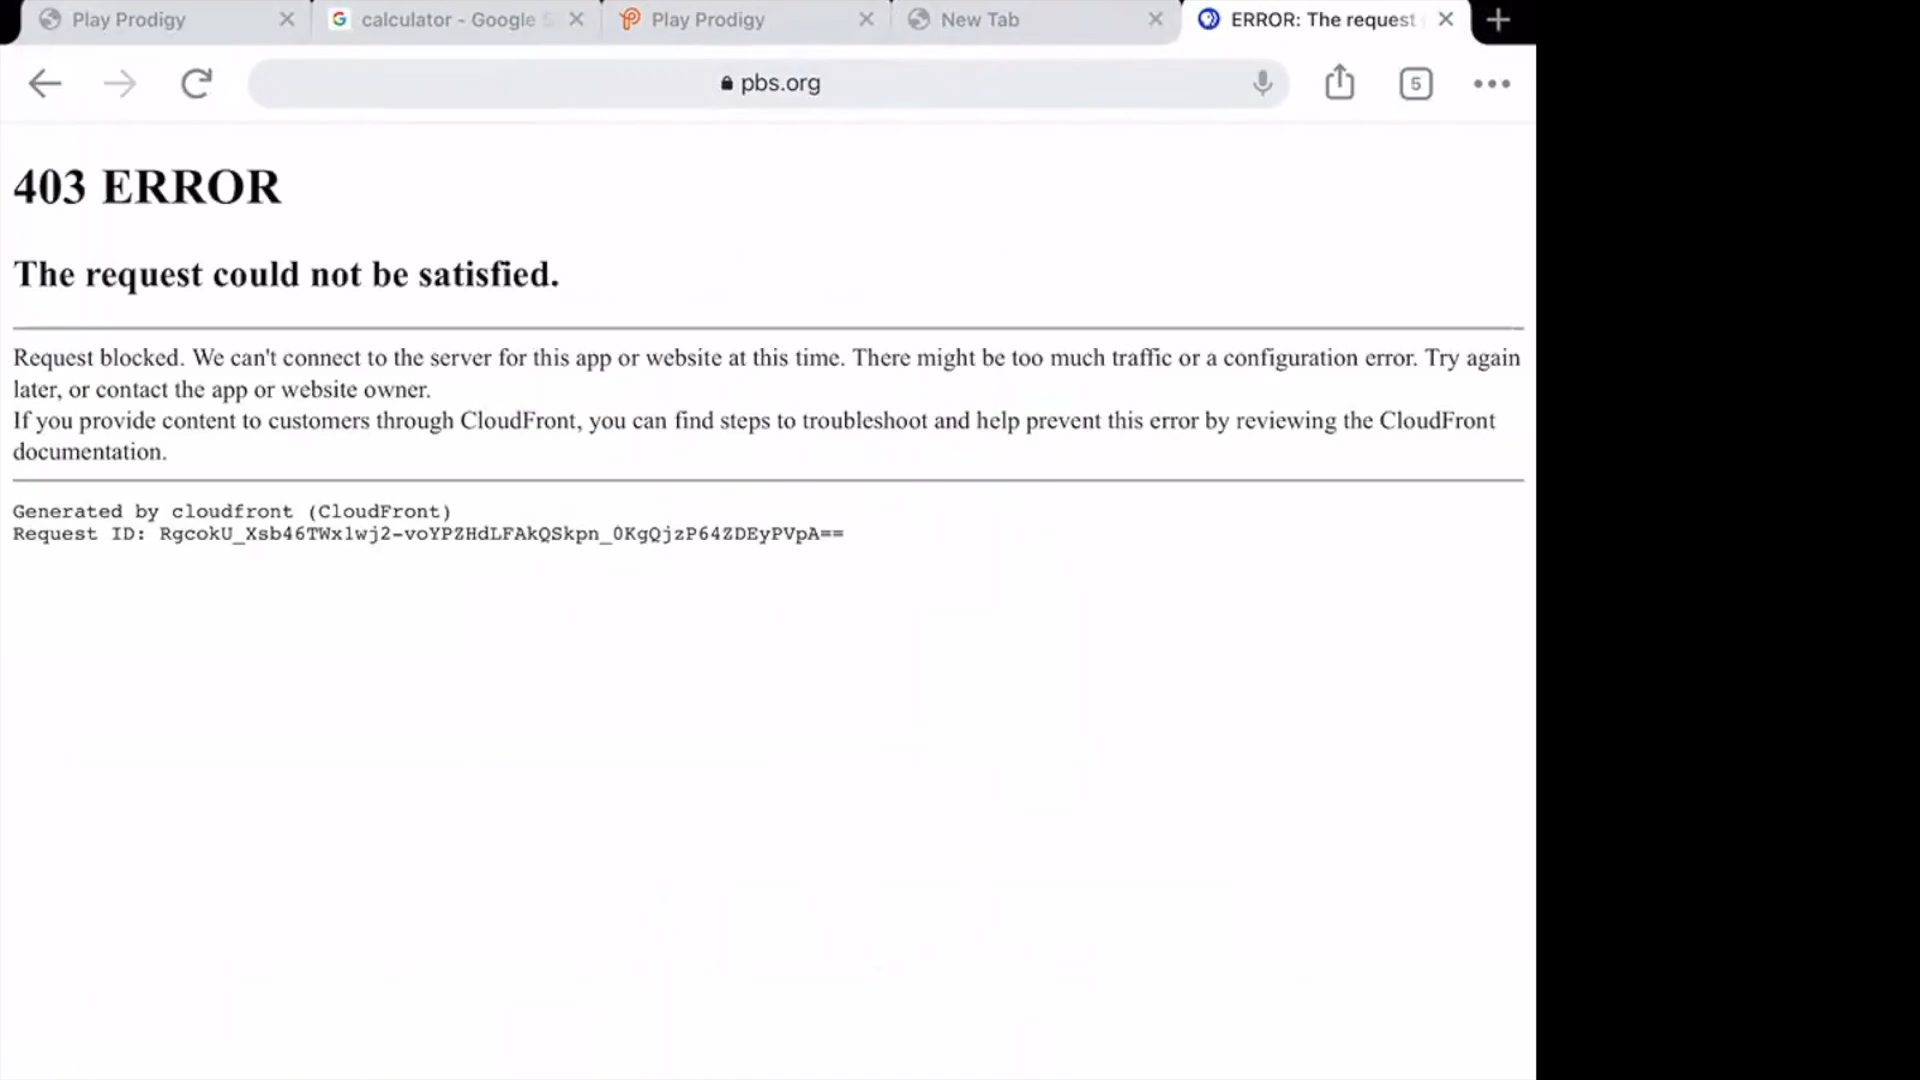 Play Prodigy
calculator - Google
Play Prodigy
New Tab
ERROR: The request
pbs.org
5
403 ERROR
The request could not be satisfied.
Request blocked. We can't connect to the server for this app or website at this time. There might be too much traffic or a configuration error. Try again
later, or contact the app or website owner.
If you provide content to customers through CloudFront, you can find steps to troubleshoot and help prevent this error by reviewing the CloudFront
documentation.
Generated by cloudfront (CloudFront)
Request ID: RgcokU_Xsb46TWx1wj2-voYPZHdLFAkQSkpn_0KgQjzP64ZDEyPVpA==